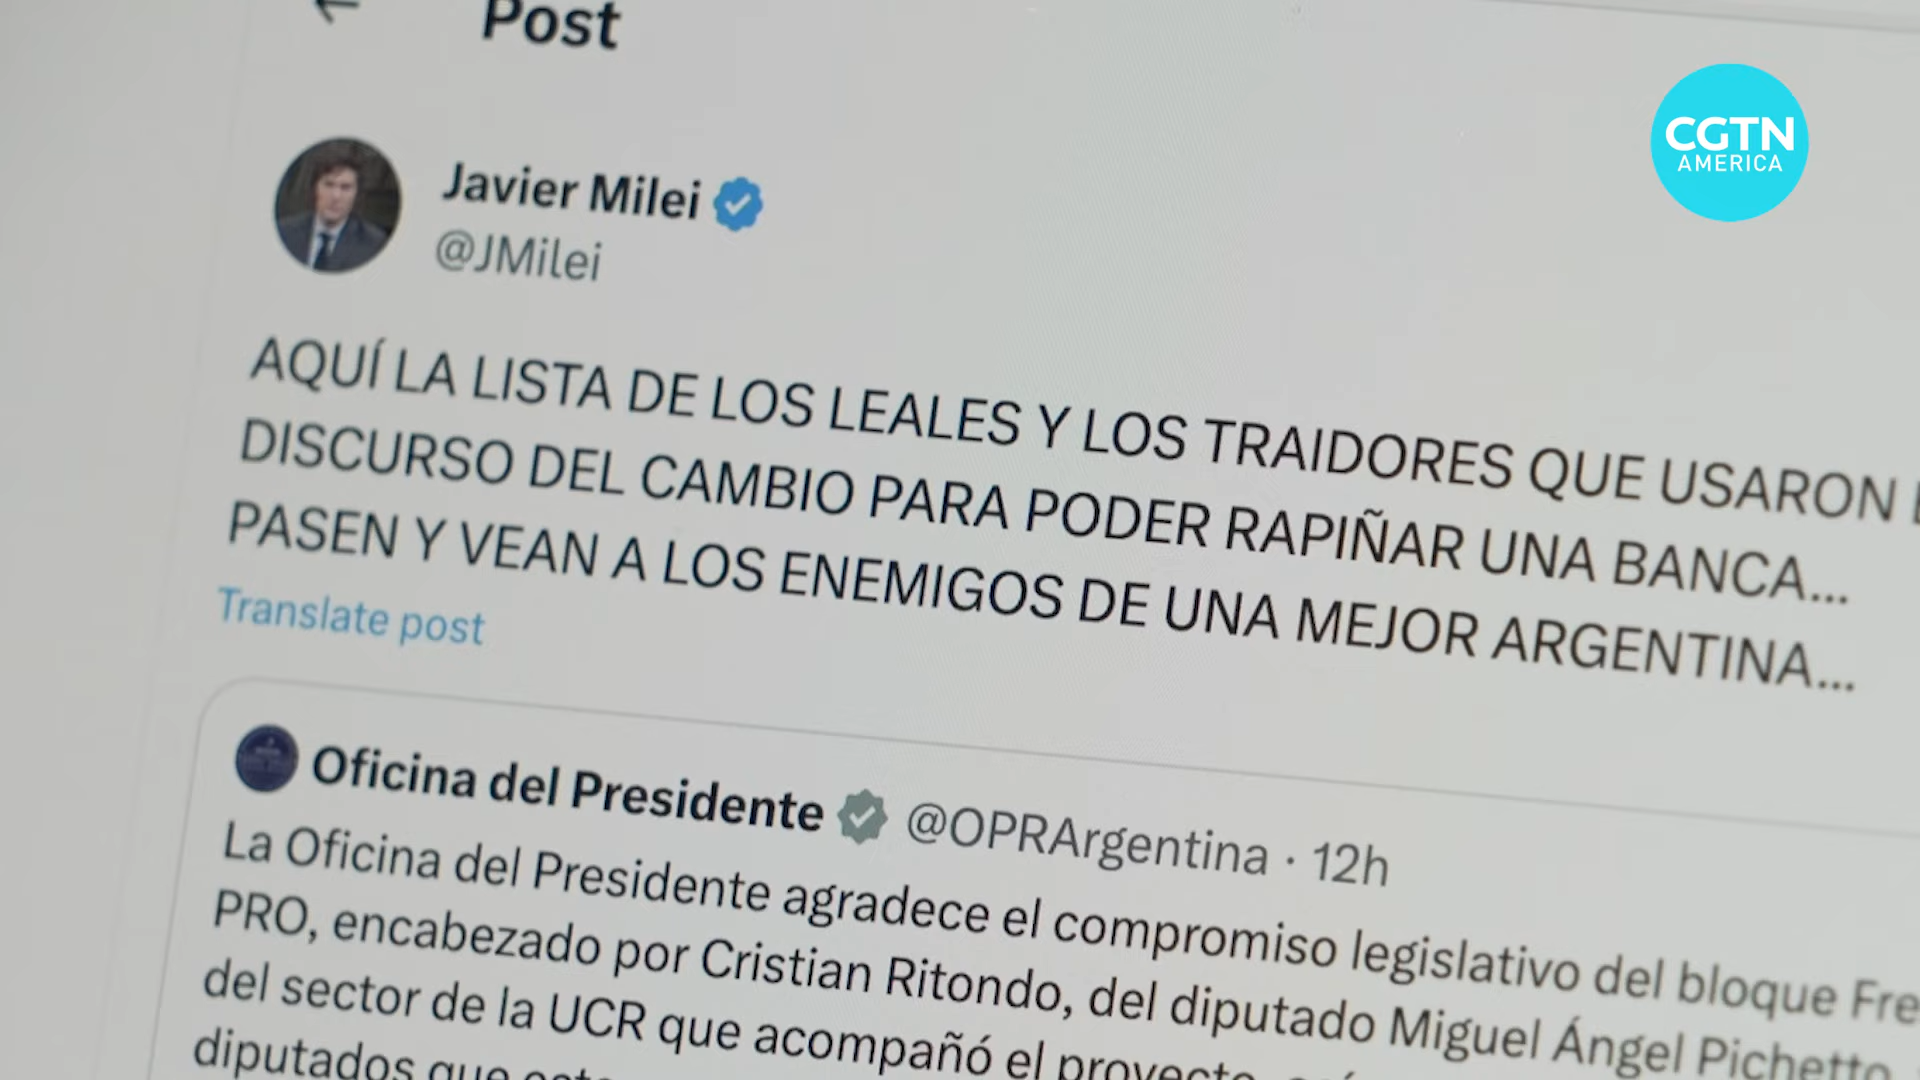 Post
CGTN
AMERICA
Javier Milei
@JMilei
AQUÍ LA LISTA DE LOS LEALES Y LOS TRAIDORES QUE USARON
DISCURSO DEL CAMBIO PARA PODER RAPIÑAR UNA BANCA...
PASEN Y VEAN A LOS ENEMIGOS DE UNA MEJOR ARGENTINA...
Translate post
Oficina del Presidente @OPRArgentina · 12h
La Oficina del Presidente agradece el compromiso legislativo del bloque Fre
PRO, encabezado por Cristian Ritondo, del diputado Miguel Ángel Pichetto
del sector de la UCR que acompañó el proyecto
diputados que